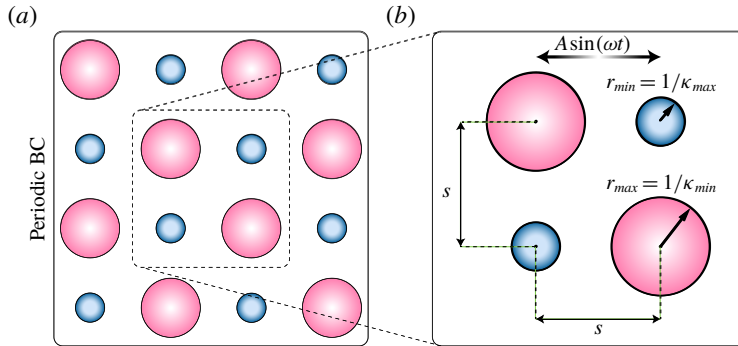 (a)
Periodic BC
(b)
A sin(ωt)
r_min = 1/κ_max
s
r_max = 1/κ_min
s